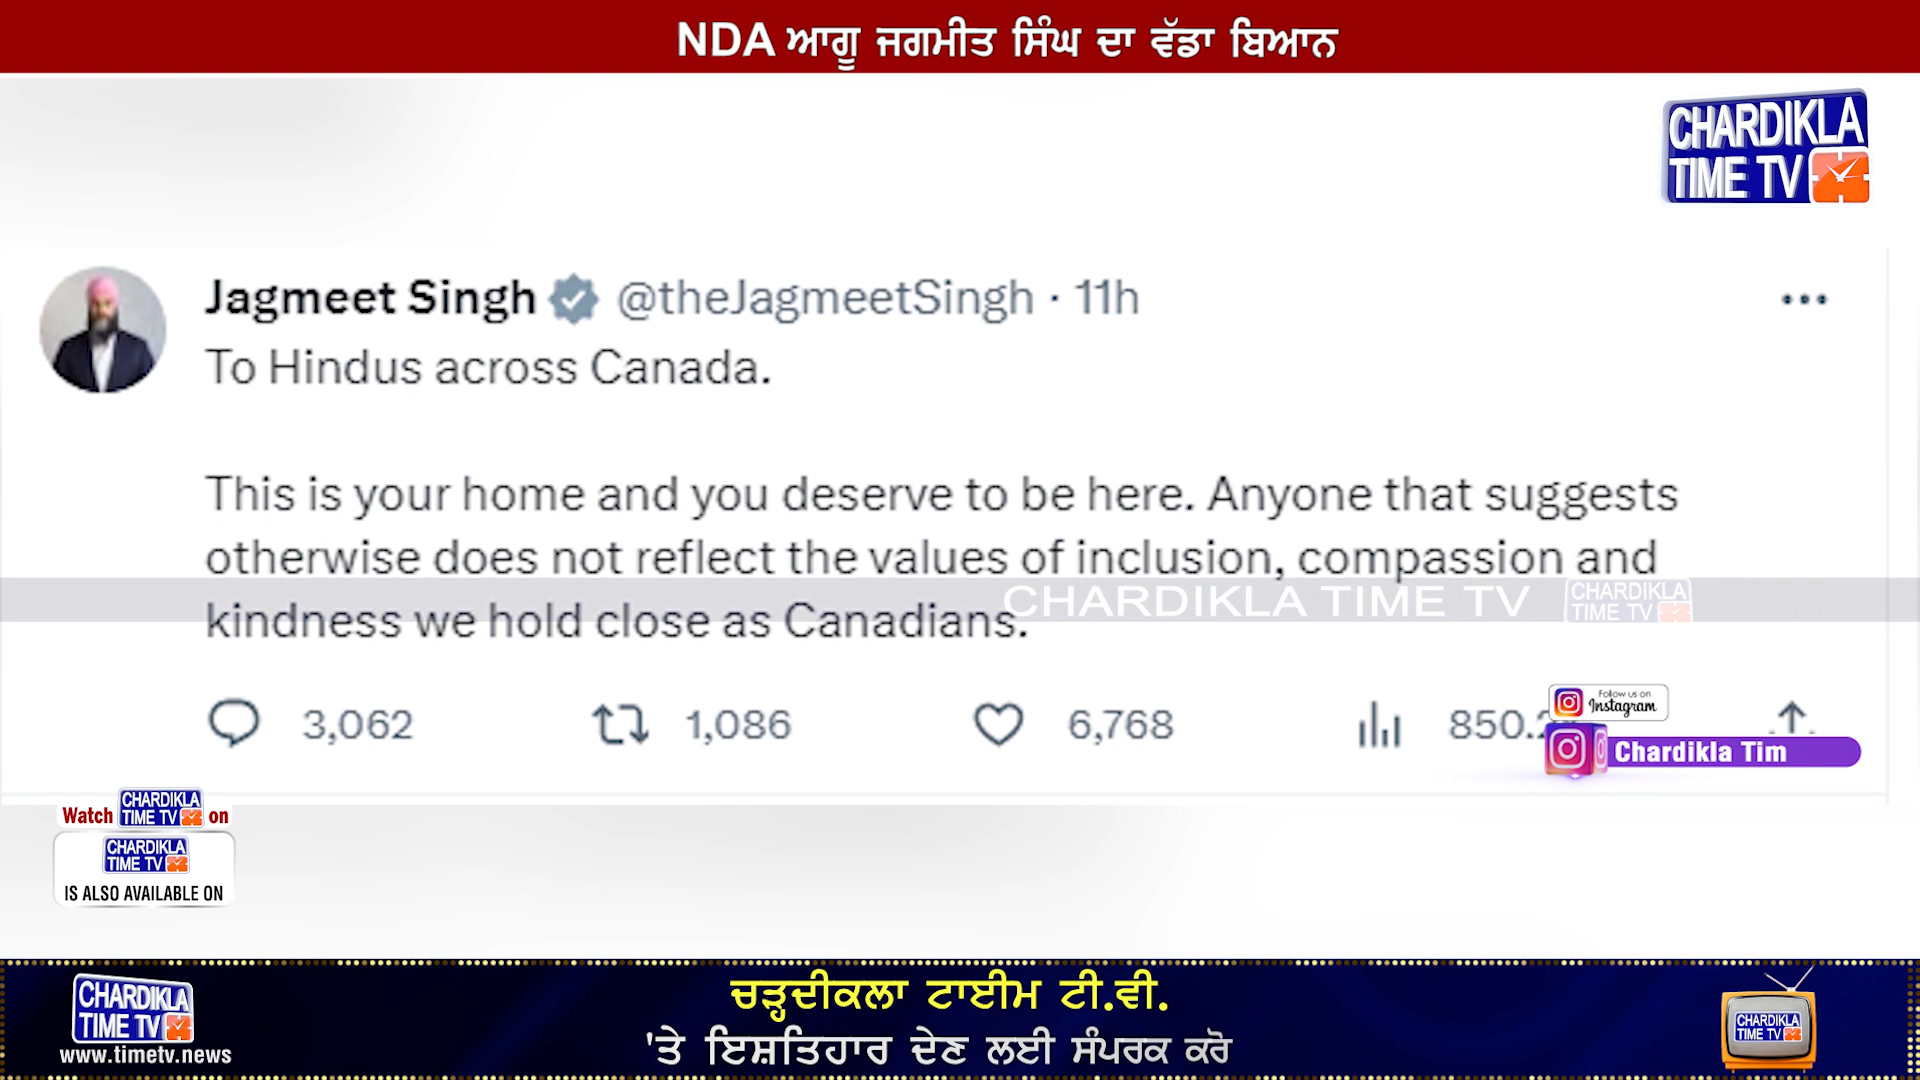 NDA ਆਗੂ ਜਗਮੀਤ ਸਿੰਘ ਦਾ ਵੱਡਾ ਬਿਆਨ
CHARDIKLA
TIME TV
Jagmeet Singh @theJagmeetSingh · 11h
To Hindus across Canada.
This is your home and you deserve to be here. Anyone that suggests
otherwise does not reflect the values of inclusion, compassion and
kindness we hold close as Canadians.
CHARDIKLA TIME TV
CHARDIKLA
TIME TV
3,062 1,086 6,768 850.
Follow us on
Instagram
Chardikla Tim
Watch CHARDIKLA TIME TV on
CHARDIKLA
TIME TV
IS ALSO AVAILABLE ON
CHARDIKLA
TIME TV
www.timetv.news
ਚੜ੍ਹਦੀਕਲਾ ਟਾਈਮ ਟੀ.ਵੀ.
'ਤੇ ਇਸ਼ਤਿਹਾਰ ਦੇਣ ਲਈ ਸੰਪਰਕ ਕਰੋ
CHARDIKLA
TIME TV